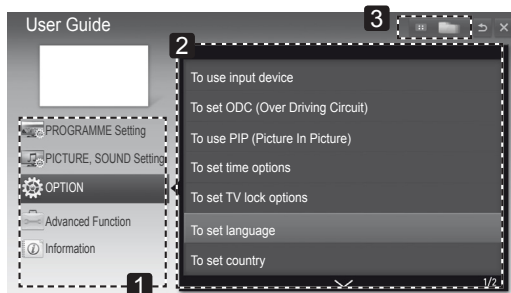 User Guide
3
2
To use input device
To set ODC (Over Driving Circuit)
To use PIP (Picture In Picture)
To set time options
To set TV lock options
To set language
To set country
1/2
PROGRAMME Setting
PICTURE, SOUND Setting
OPTION
Advanced Function
Information
1